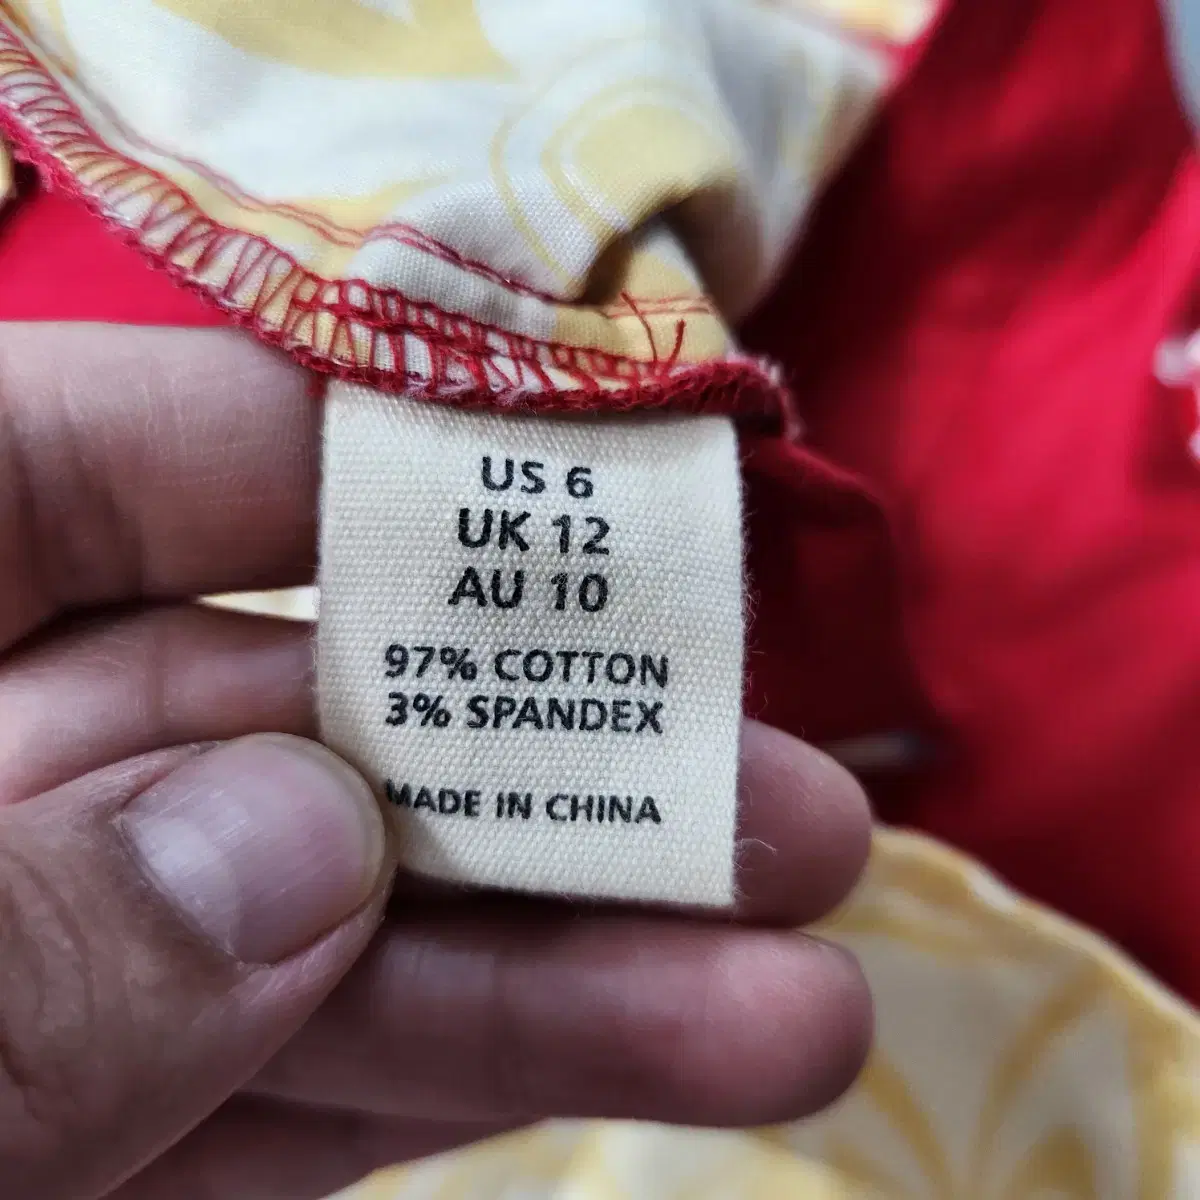 US 6
UK 12
AU 10
97% COTTON
3% SPANDEX
MADE IN CHINA